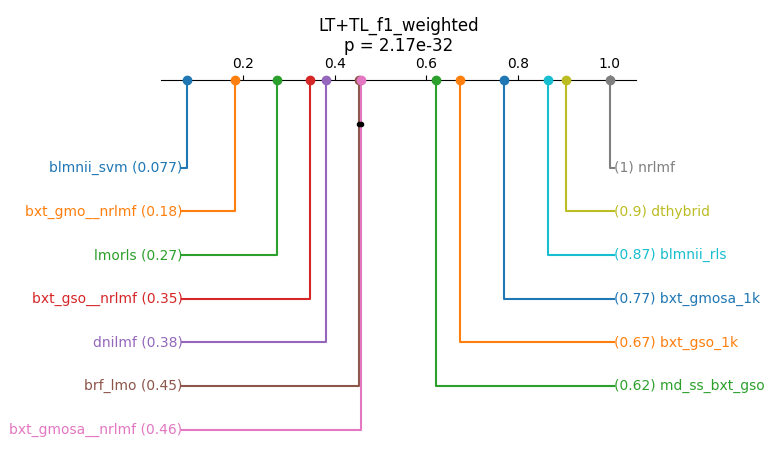 LT+TL_f1_weighted
p = 2.17e-32
0.2 0.4 0.6 0.8 1.0
blmnii_svm (0.077) (1) nrlmf
bxt_gmo__nrlmf (0.18) (0.9) dthybrid
lmorls (0.27) (0.87) blmnii_rls
bxt_gso__nrlmf (0.35) (0.77) bxt_gmosa_1k
dnilmf (0.38) (0.67) bxt_gso_1k
brf_lmo (0.45) (0.62) md_ss_bxt_gso
bxt_gmosa__nrlmf (0.46)